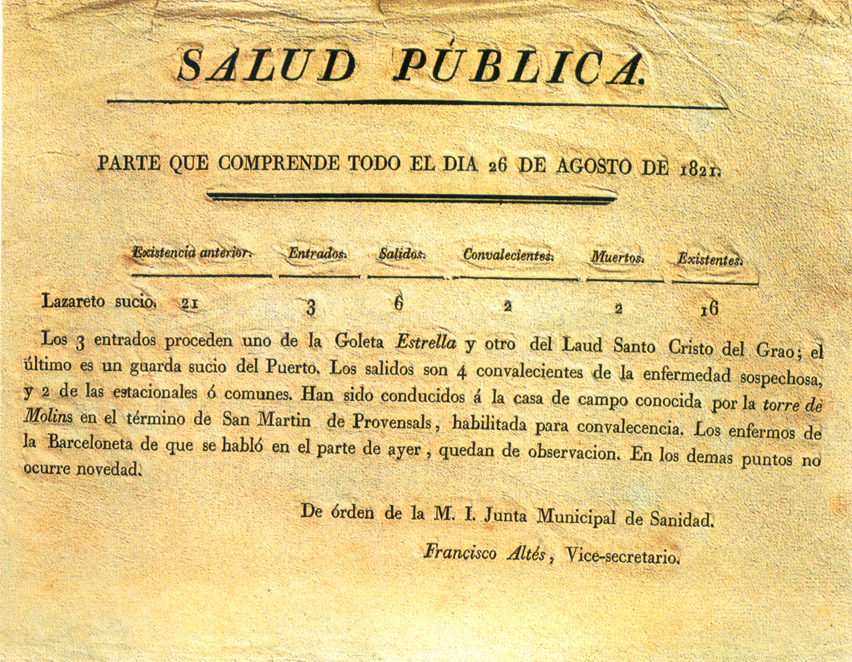 SALUD PÚBLICA.
PARTE QUE COMPRENDE TODO EL DIA 26 DE AGOSTO DE 1821.
Existencia anterior. Entrados. Salidos. Convalecientes. Muertos. Existentes.
Lazareto sucio. 21 3 6 2 2 16
Los 3 entrados proceden uno de la Goleta Estrella y otro del Laud Santo Cristo del Grao; el
último es un guarda sucio del Puerto. Los salidos son 4 convalecientes de la enfermedad sospechosa,
y 2 de las estacionales ó comunes. Han sido conducidos á la casa de campo conocida por la torre de
Molins en el término de San Martin de Provensals, habilitada para convalecencia. Los enfermos de
la Barceloneta de que se habló en el parte de ayer, quedan de observacion. En los demas puntos no
ocurre novedad.
De órden de la M. I. Junta Municipal de Sanidad.
Francisco Altés, Vice-secretario.